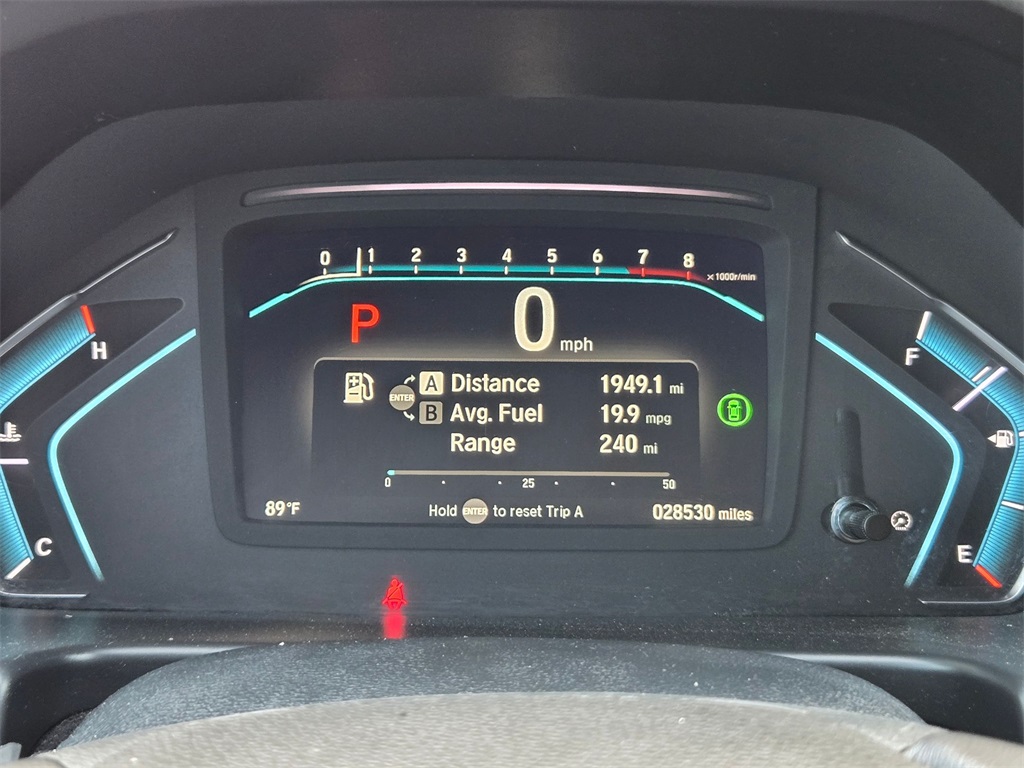 0 1 2 3 4 5 6 7 8
x1000r/min
P 0 mph
H F
ENTER A Distance 1949.1 mi
B Avg. Fuel 19.9 mpg
Range 240 mi
0 25 50
89°F Hold ENTER to reset Trip A 028530 miles
C E